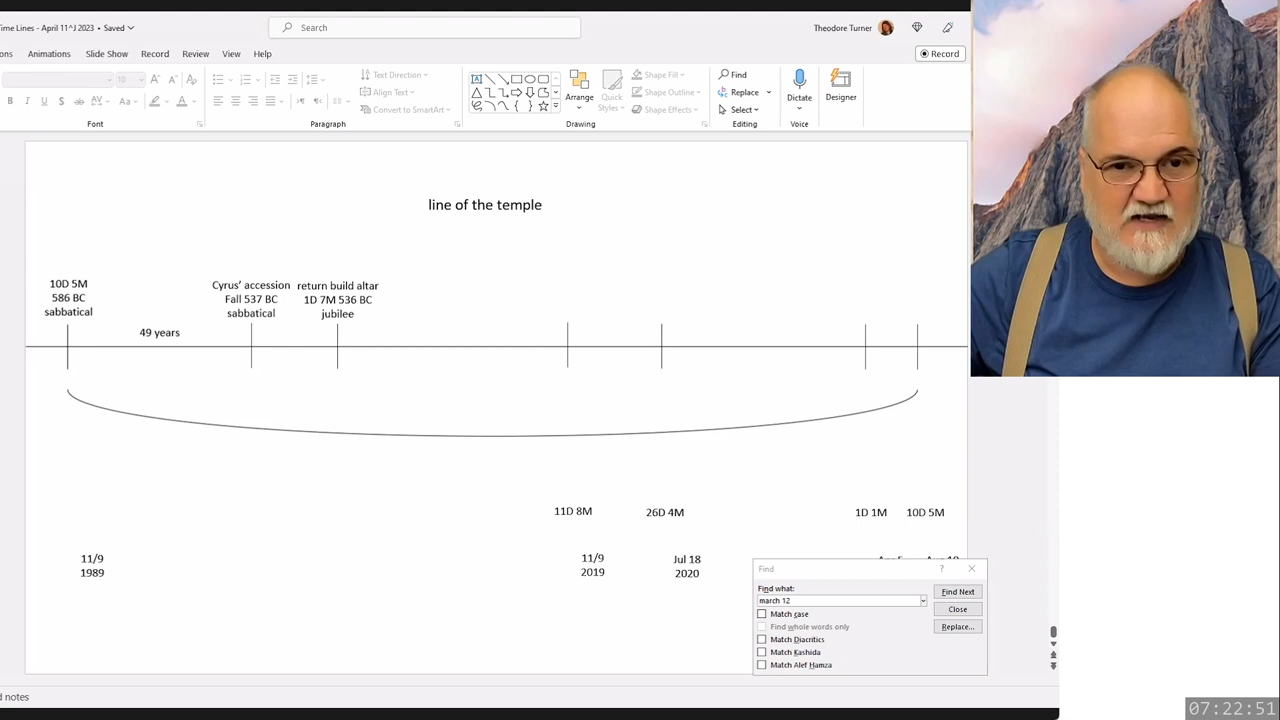 Time Lines - April 11^J 2023 • Saved
Search
Theodore Turner
ons Animations Slide Show Record Review View Help
Record
10
Text Direction
Align Text
Convert to SmartArt
Arrange
Quick Styles
Shape Fill
Shape Outline
Shape Effects
Find
Replace
Select
Dictate
Designer
Font
Paragraph
Drawing
Editing
Voice
line of the temple
10D 5M
586 BC
sabbatical
49 years
Cyrus' accession
Fall 537 BC
sabbatical
return build altar
1D 7M 536 BC
jubilee
11D 8M
26D 4M
1D 1M
10D 5M
11/9
1989
11/9
2019
Jul 18
2020
Find
Find what:
march 12
Match case
Find whole words only
Match Diacritics
Match Kashida
Match Alef Hamza
Find Next
Close
Replace...
d notes
07:22:51